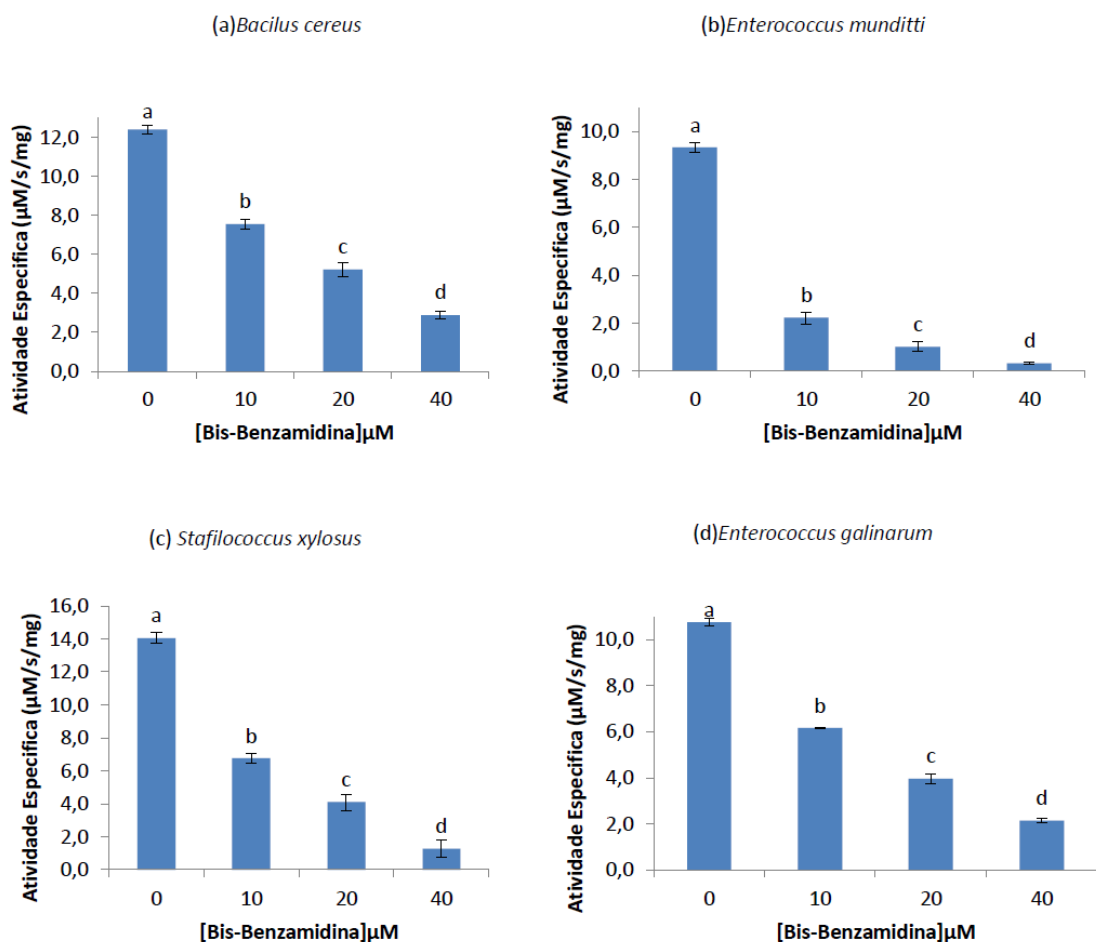 (a)Bacilus cereus
Atividade Especifica (µM/s/mg)
12,0
10,0
8,0
6,0
4,0
2,0
0,0
a
b
c
d
0 10 20 40
[Bis-Benzamidina]µM
(b)Enterococcus munditti
Atividade Especifica (µM/s/mg)
10,0
8,0
6,0
4,0
2,0
0,0
a
b
c
d
0 10 20 40
[Bis-Benzamidina]µM
(c) Stafilococcus xylosus
Atividade Especifica (µM/s/mg)
16,0
14,0
12,0
10,0
8,0
6,0
4,0
2,0
0,0
a
b
c
d
0 10 20 40
[Bis-Benzamidina]µM
(d)Enterococcus galinarum
Atividade Especifica (µM/s/mg)
10,0
8,0
6,0
4,0
2,0
0,0
a
b
c
d
0 10 20 40
[Bis-Benzamidina]µM